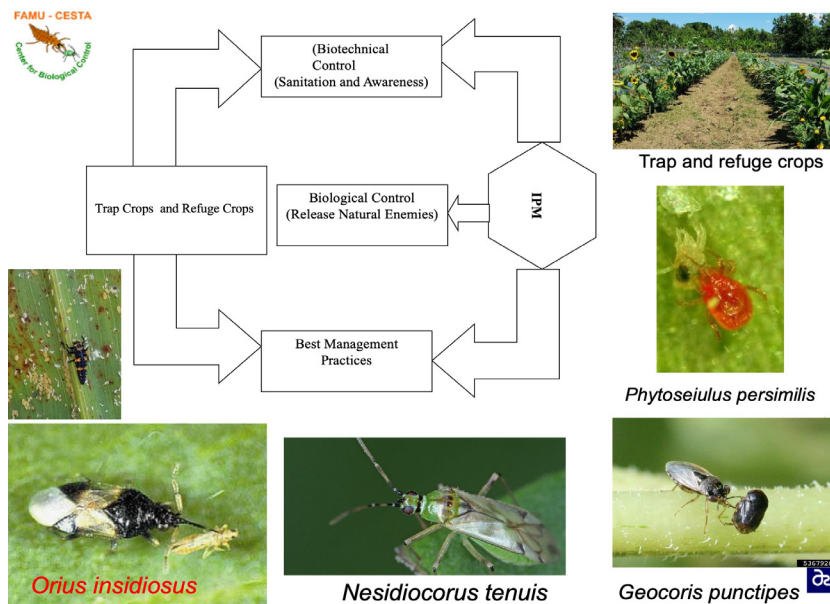 FAMU - CESTA
Center for Biological Control
(Biotechnical
Control
(Sanitation and Awareness)
Trap Crops and Refuge Crops
Biological Control
(Release Natural Enemies)
IPM
Best Management
Practices
Trap and refuge crops
Phytoseiulus persimilis
Orius insidiosus
Nesidiocorus tenuis
Geocoris punctipes